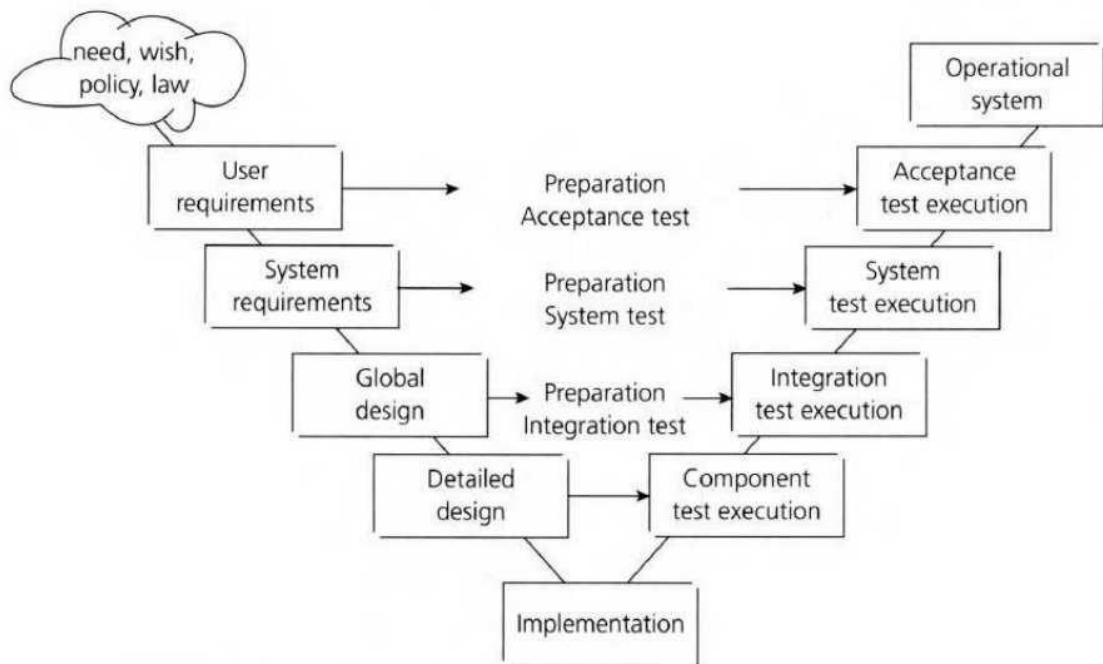 need, wish,
policy, law
Operational
system
User
requirements
Preparation
Acceptance test
Acceptance
test execution
System
requirements
Preparation
System test
System
test execution
Global
design
Preparation
Integration test
Integration
test execution
Detailed
design
Component
test execution
Implementation